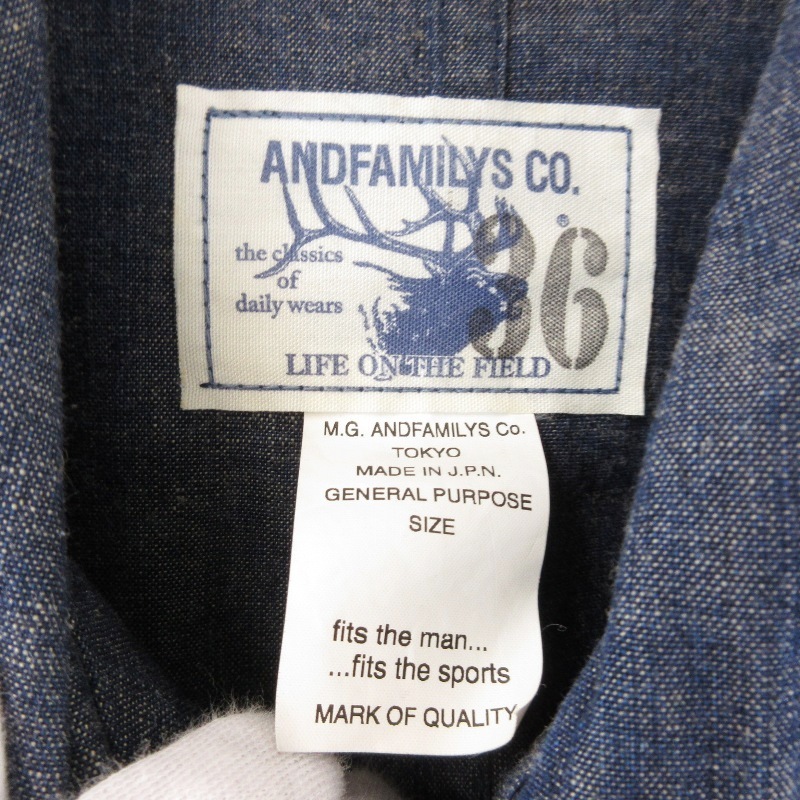 ANDFAMILYS CO.
®
36
the classics
of
daily wears
LIFE ON THE FIELD
M.G. ANDFAMILYS Co.
TOKYO
MADE IN J.P.N.
GENERAL PURPOSE
SIZE
fits the man...
...fits the sports
MARK OF QUALITY